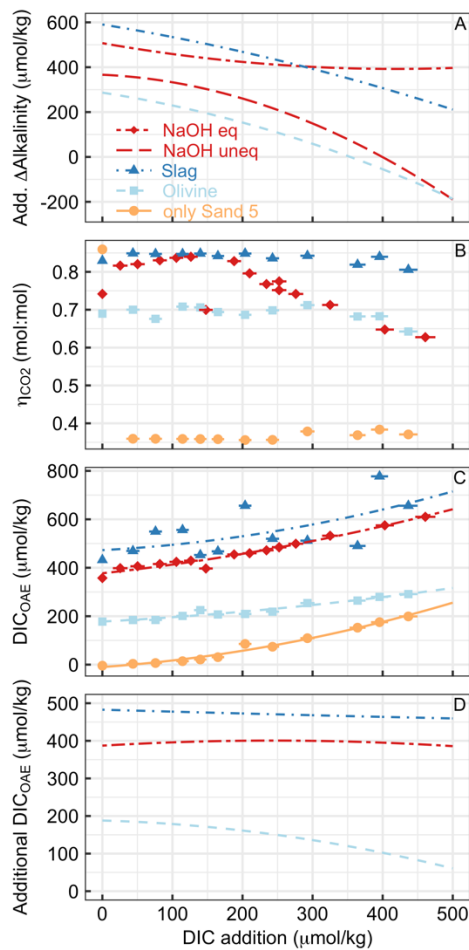 A
Add. ΔAlkalinity (μmol/kg)
600
400
200
0
-200
NaOH eq
NaOH uneq
Slag
Olivine
only Sand 5
B
ηCO2 (mol:mol)
0.8
0.7
0.6
0.5
0.4
C
DICOAE (μmol/kg)
800
600
400
200
0
D
Additional DICOAE (μmol/kg)
500
400
300
200
100
0
0 100 200 300 400 500
DIC addition (μmol/kg)